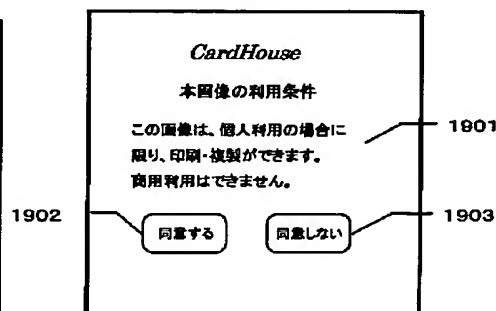 CardHouse
本画像の利用条件
この画像は、個人利用の場合に
限り、印刷・複製ができます。
商用利用はできません。
1901
1902
同意する
同意しない
1903